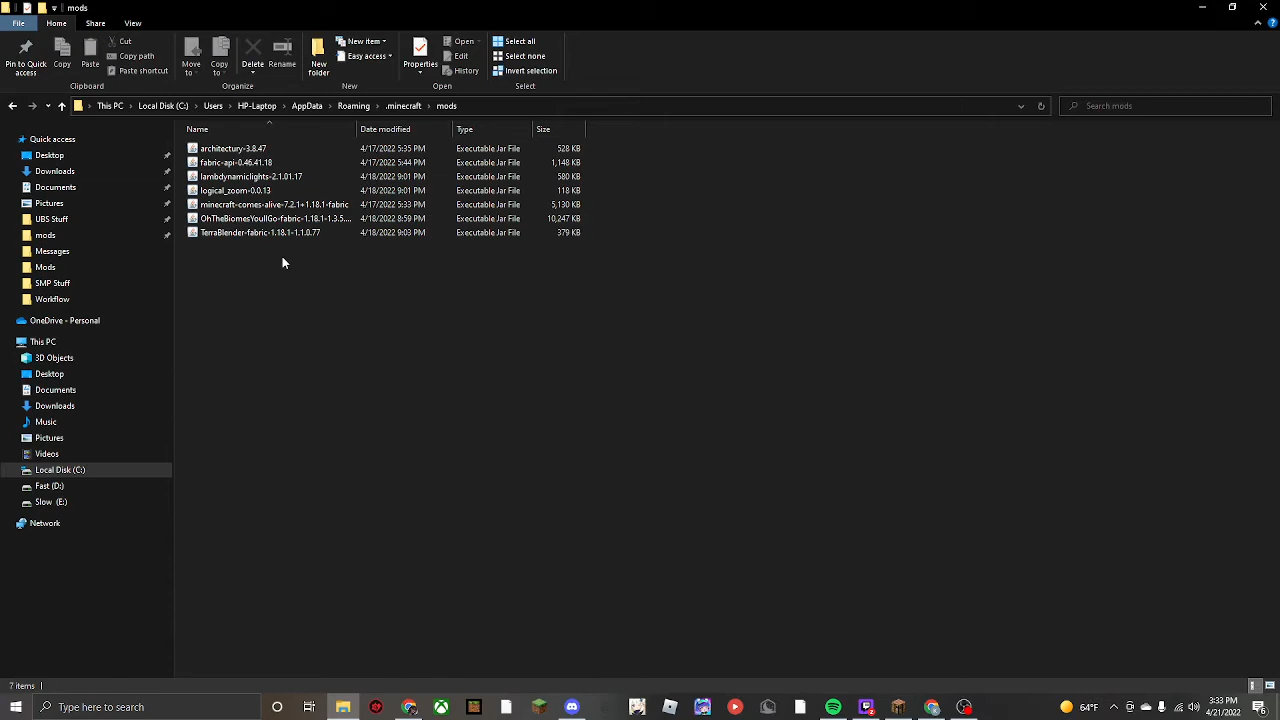 mods
File Home Share View
Pin to Quick access
Copy
Paste
Cut
Copy path
Paste shortcut
Clipboard
Move to
Copy to
Delete
Rename
Organize
New folder
New item
Easy access
New
Properties
Open
Edit
History
Open
Select all
Select none
Invert selection
Select
This PC Local Disk (C:) Users HP-Laptop AppData Roaming .minecraft mods
Search mods
Name Date modified Type Size
architectury-3.8.47 4/17/2022 5:35 PM Executable Jar File 528 KB
fabric-api-0.46.41.18 4/17/2022 5:44 PM Executable Jar File 1,148 KB
lambdynamiclights-2.1.01.17 4/18/2022 9:01 PM Executable Jar File 580 KB
logical_zoom-0.0.13 4/18/2022 9:01 PM Executable Jar File 118 KB
minecraft-comes-alive-7.2.1+1.18.1-fabric 4/17/2022 5:33 PM Executable Jar File 5,130 KB
OhTheBiomesYoullGo-fabric-1.18.1-1.3.5.... 4/18/2022 8:59 PM Executable Jar File 10,247 KB
TerraBlender-fabric-1.18.1-1.1.0.77 4/18/2022 9:03 PM Executable Jar File 379 KB
Quick access
Desktop
Downloads
Documents
Pictures
UBS Stuff
mods
Messages
Mods
SMP Stuff
Workflow
OneDrive - Personal
This PC
3D Objects
Desktop
Documents
Downloads
Music
Pictures
Videos
Local Disk (C:)
Fast (D:)
Slow (E:)
Network
7 items
Type here to search
64°F
3:33 PM
4/21/2022